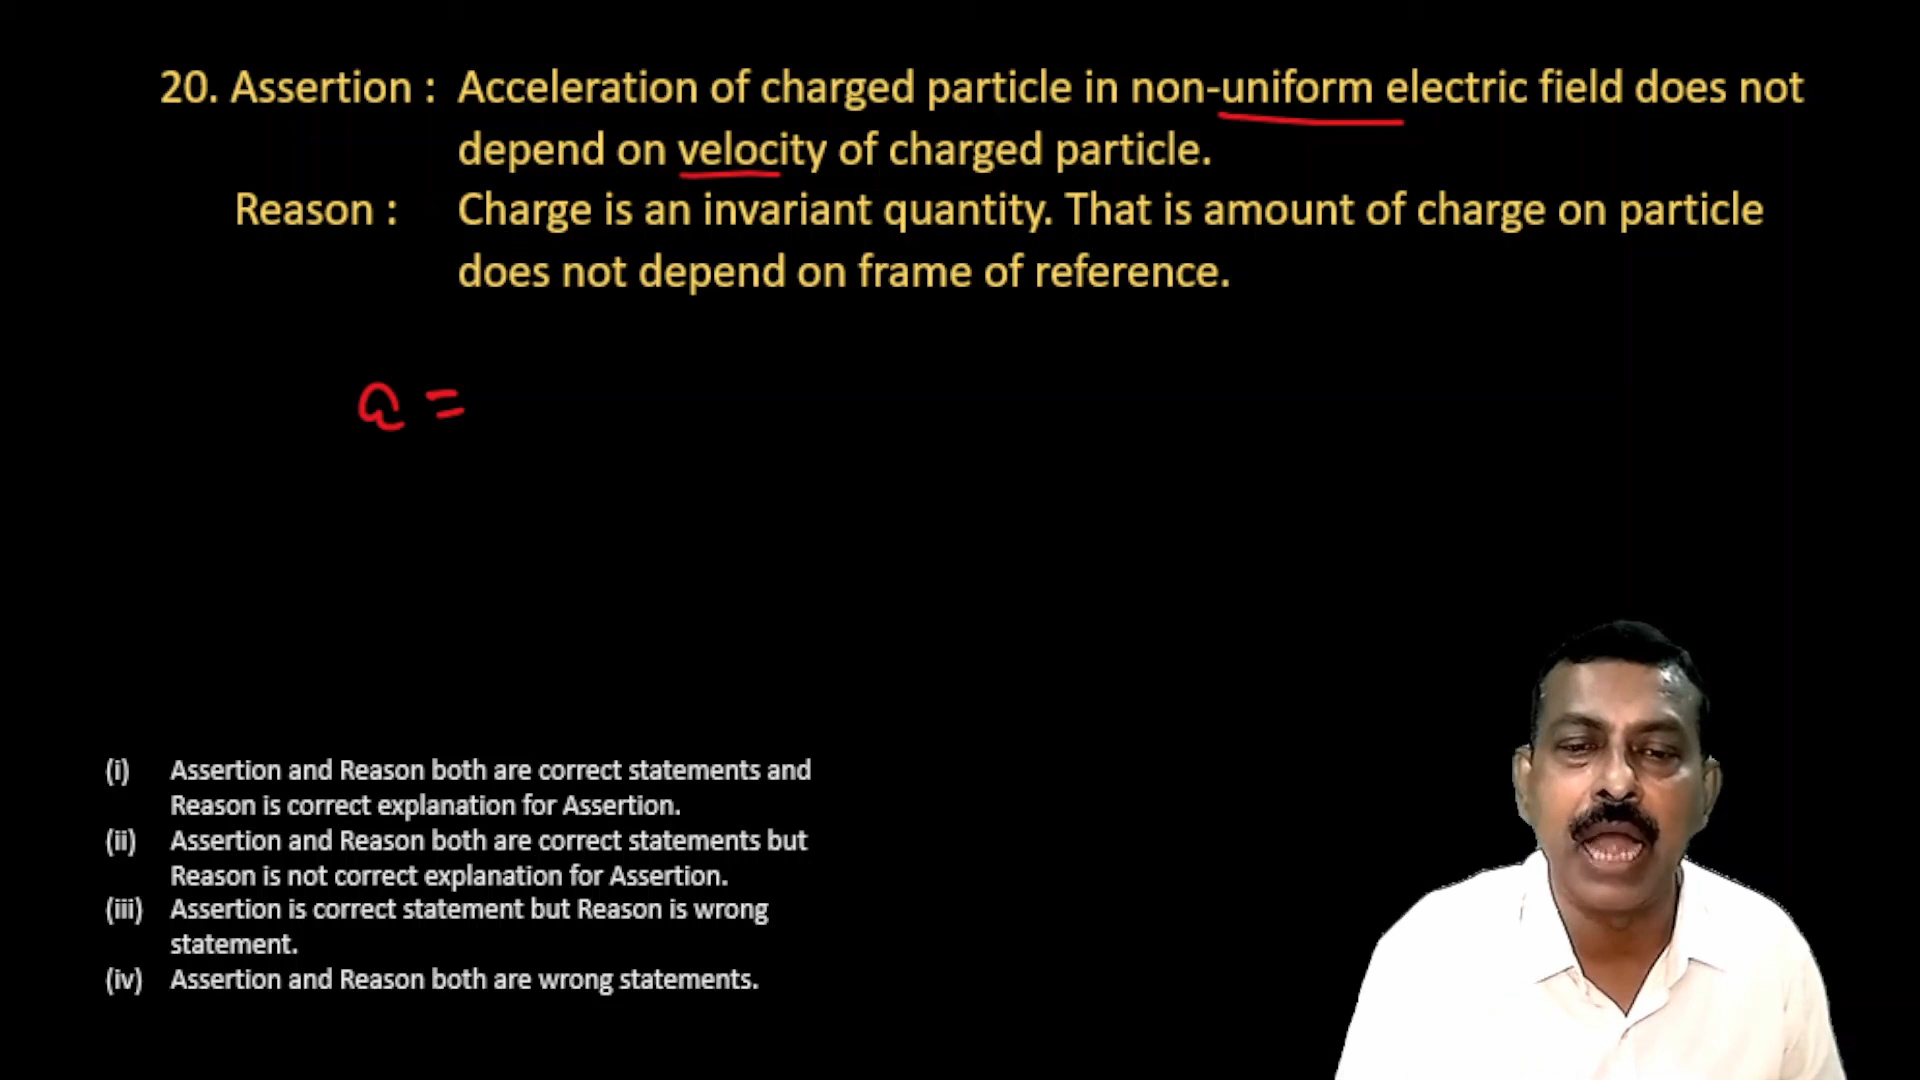 20. Assertion : Acceleration of charged particle in non-uniform electric field does not
depend on velocity of charged particle.
Reason : Charge is an invariant quantity. That is amount of charge on particle
does not depend on frame of reference.
a =
(i) Assertion and Reason both are correct statements and
Reason is correct explanation for Assertion.
(ii) Assertion and Reason both are correct statements but
Reason is not correct explanation for Assertion.
(iii) Assertion is correct statement but Reason is wrong
statement.
(iv) Assertion and Reason both are wrong statements.